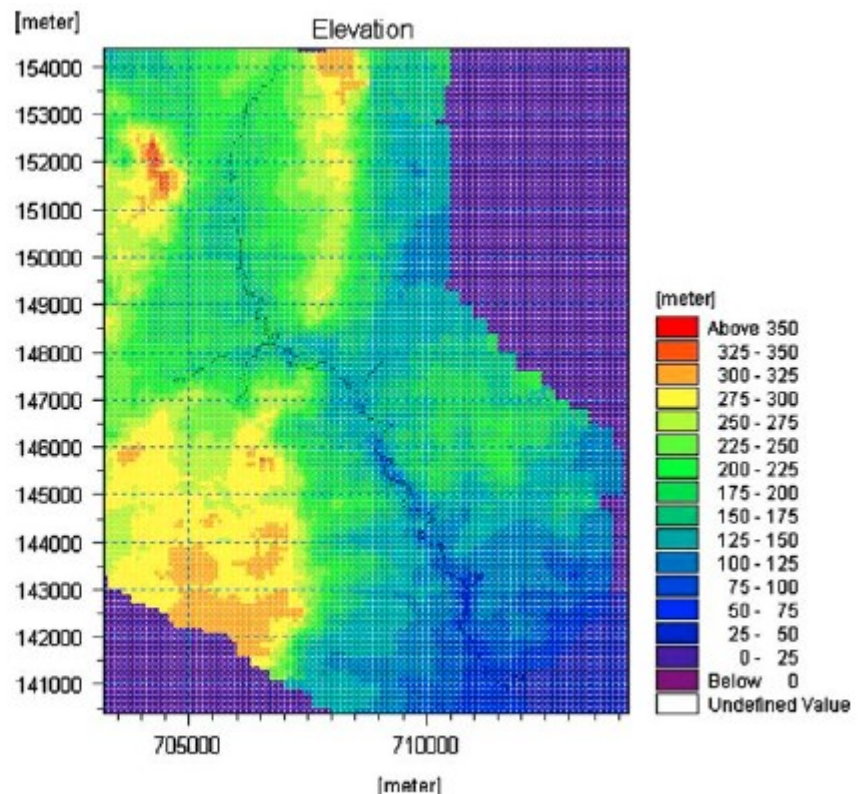 [meter]
Elevation
154000
153000
152000
151000
150000
149000
148000
147000
146000
145000
144000
143000
142000
141000
705000 710000
[meter]
[meter]
Above 350
325 - 350
300 - 325
275 - 300
250 - 275
225 - 250
200 - 225
175 - 200
150 - 175
125 - 150
100 - 125
75 - 100
50 - 75
25 - 50
0 - 25
Below 0
Undefined Value